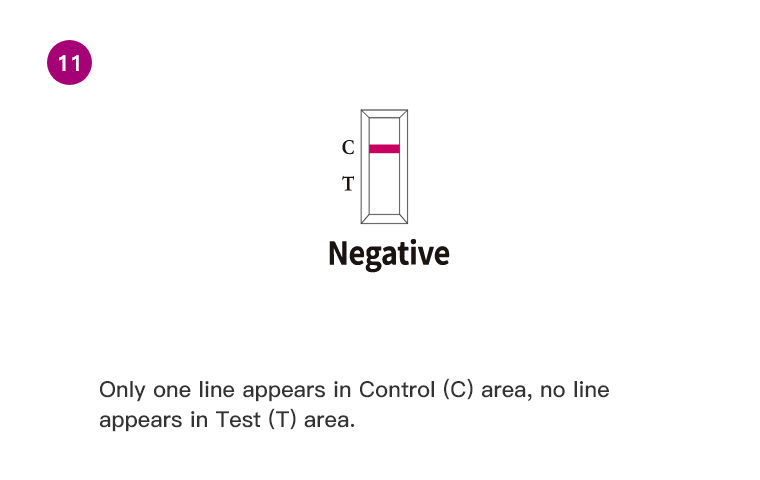 11
C
T
Negative
Only one line appears in Control (C) area, no line
appears in Test (T) area.